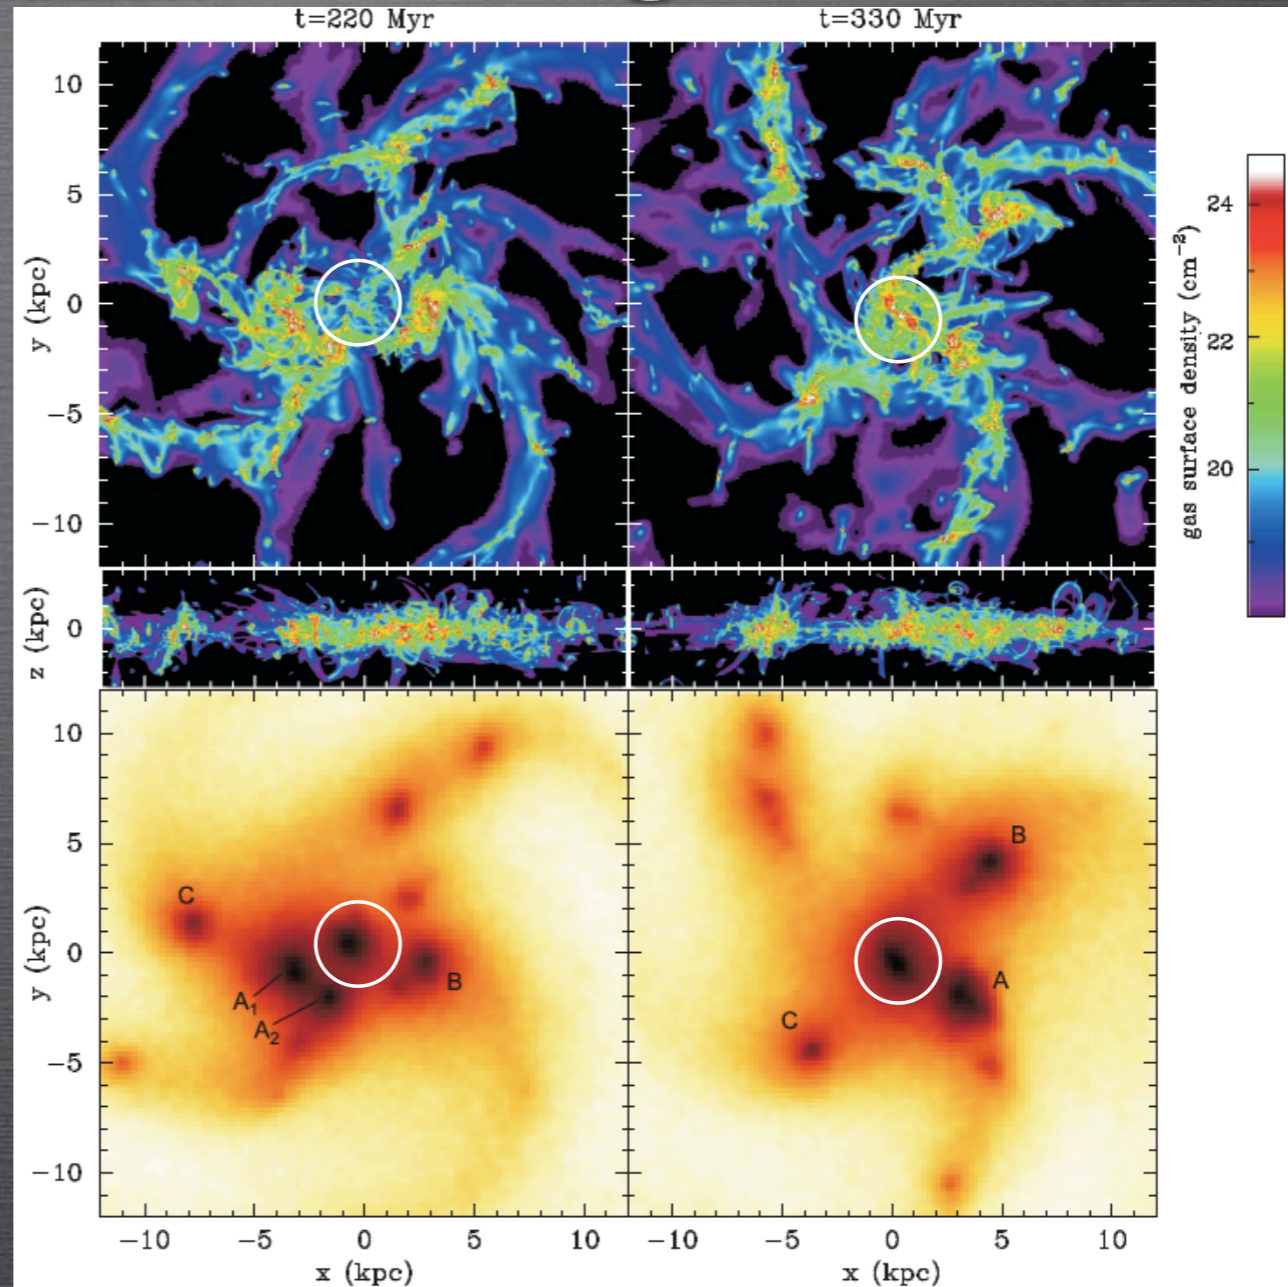 t=220 Myr t=330 Myr
10
5
0
−5
−10
y (kpc)
24
22
20
gas surface density (cm⁻²)
0
z (kpc)
10
5
0
−5
−10
y (kpc)
C
A₁
A₂
B
B
A
C
−10 −5 0 5 10 −10 −5 0 5 10
x (kpc) x (kpc)